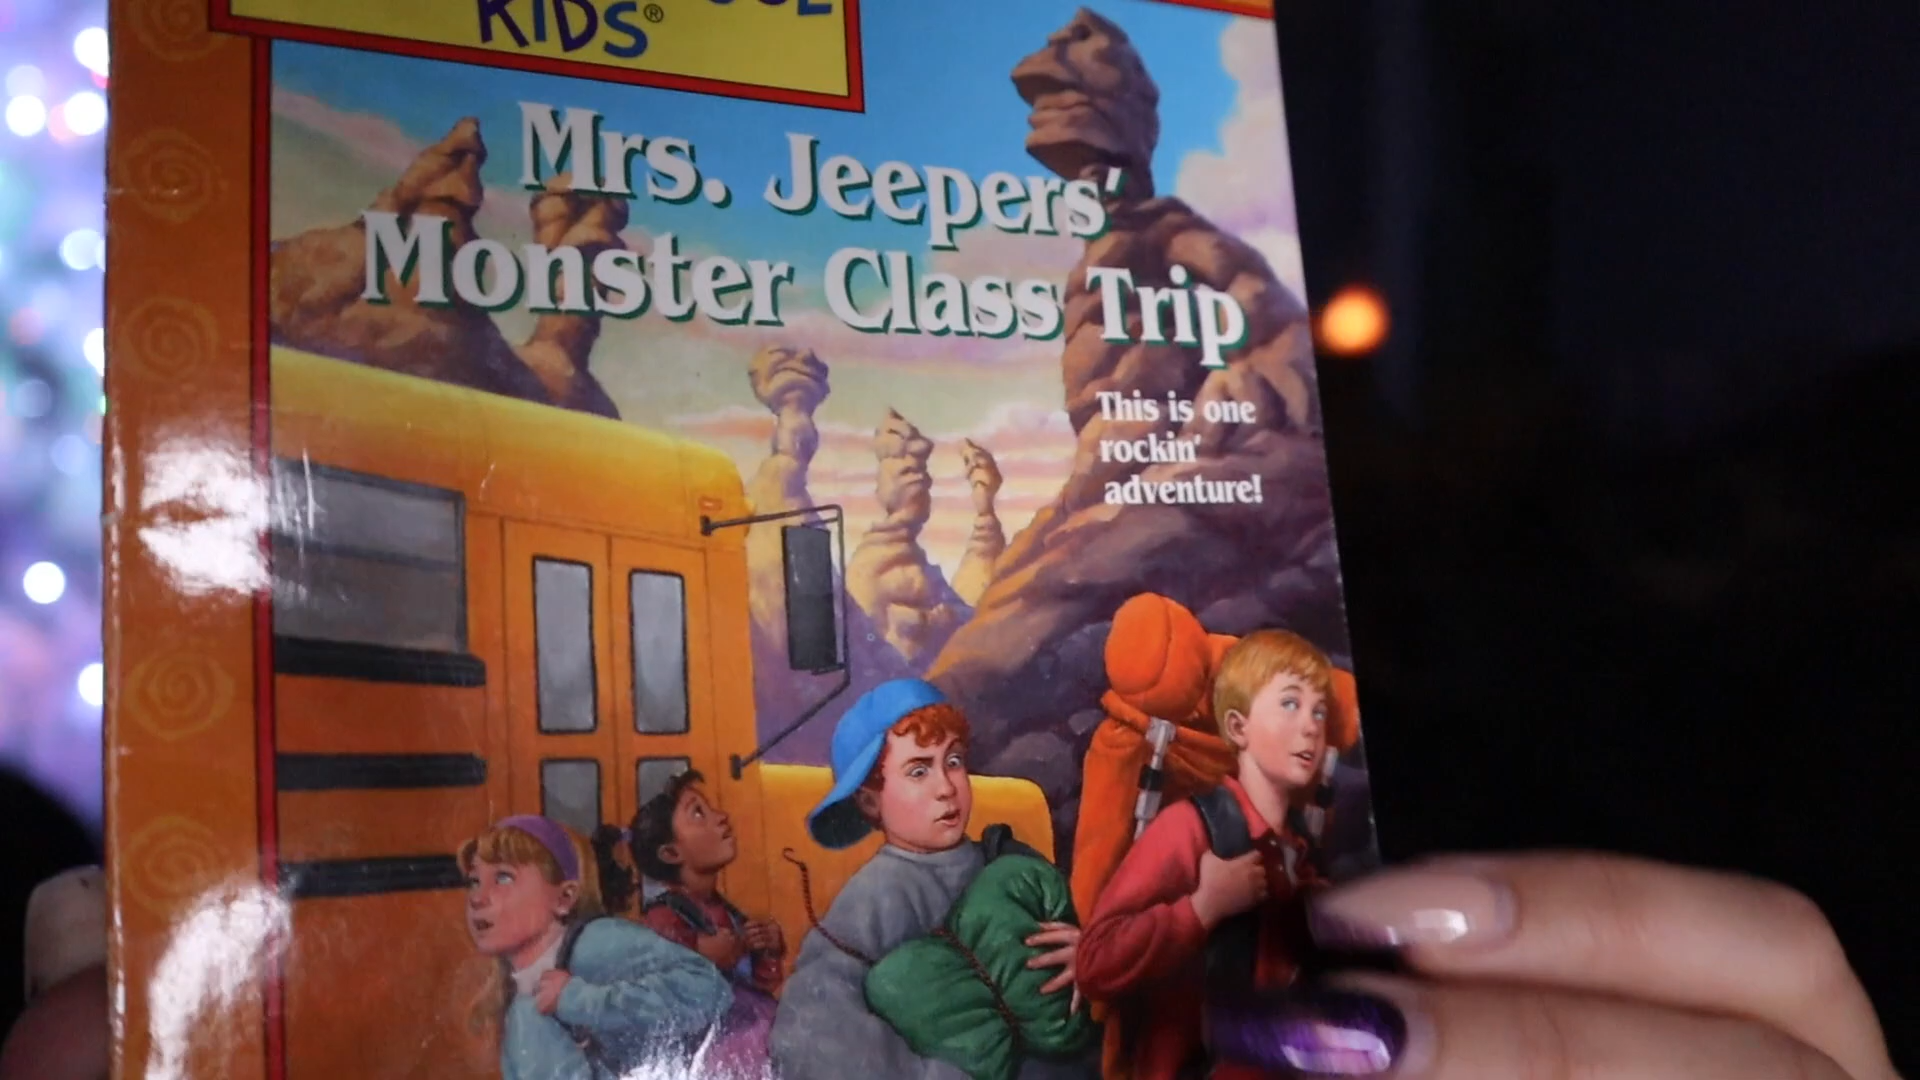 KIDS®
Mrs. Jeepers'
Monster Class Trip
This is one
rockin'
adventure!